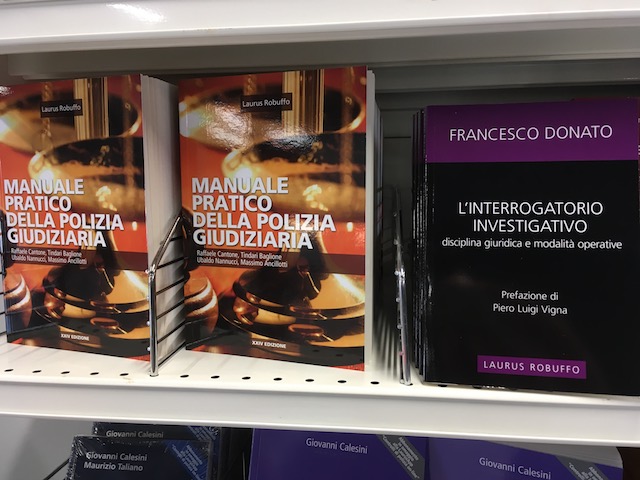 Laurus Robuffo
MANUALE
PRATICO
DELLA POLIZIA
GIUDIZIARIA
Raffaele Cantone, Tindari Baglione
Ubaldo Nannucci, Massimo Ancillotti
XXIV EDIZIONE
Laurus Robuffo
MANUALE
PRATICO
DELLA POLIZIA
GIUDIZIARIA
Raffaele Cantone, Tindari Baglione
Ubaldo Nannucci, Massimo Ancillotti
XXIV EDIZIONE
FRANCESCO DONATO
L'INTERROGATORIO
INVESTIGATIVO
disciplina giuridica e modalità operative
Prefazione di
Piero Luigi Vigna
LAURUS ROBUFFO
Giovanni Calesini
Maurizio Taliano
Giovanni Calesini
Giovanni Calesini